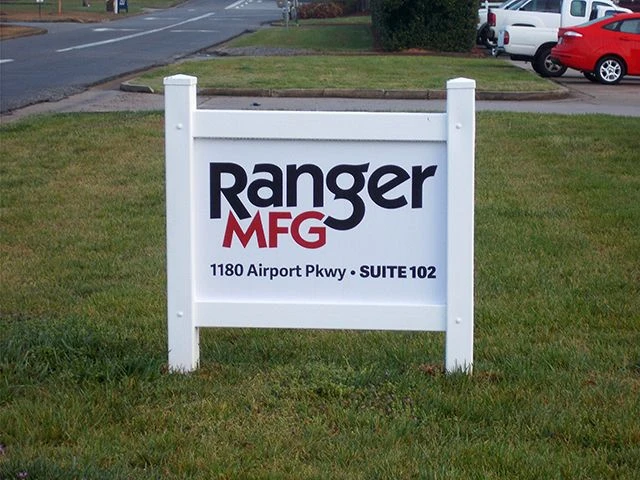 Ranger
MFG
1180 Airport Pkwy • SUITE 102